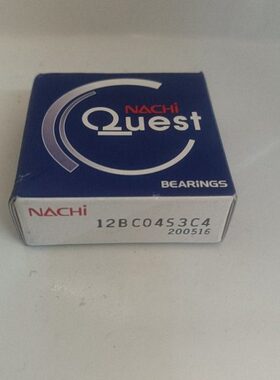 NACHi
Quest
BEARiNGS
NACHi 12BC04S3C4
200516